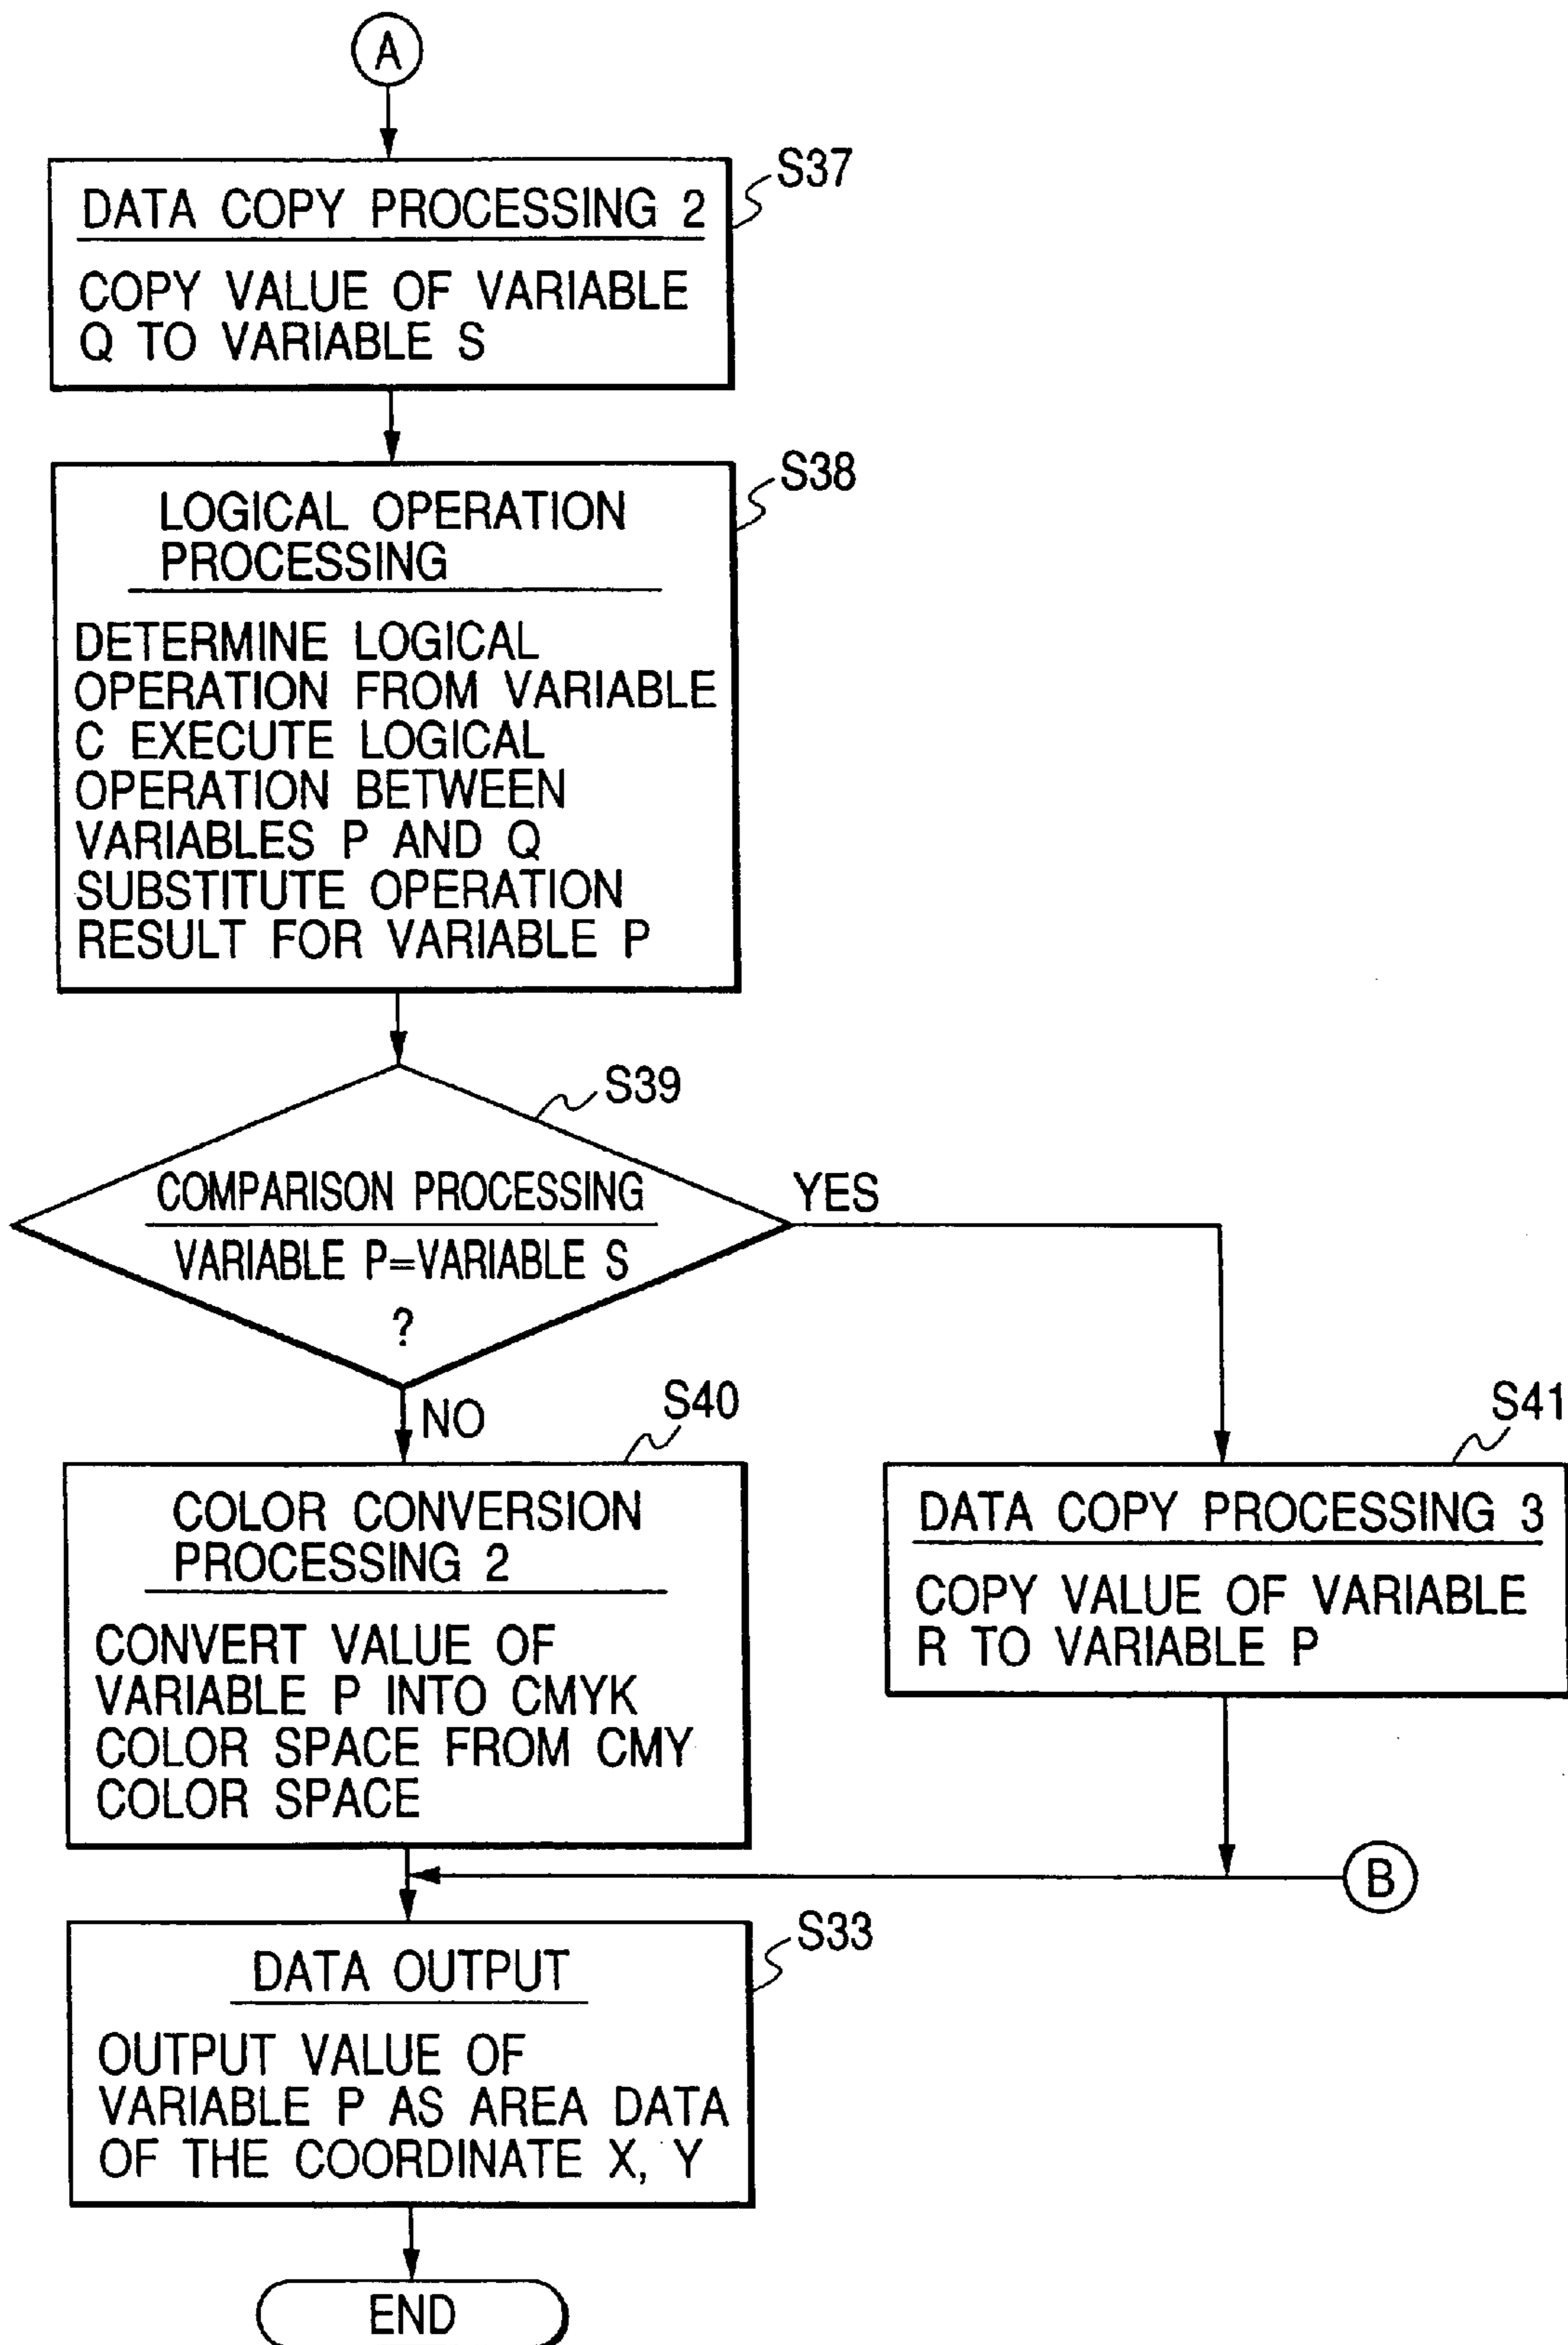 A
S37
DATA COPY PROCESSING 2
COPY VALUE OF VARIABLE
Q TO VARIABLE S
S38
LOGICAL OPERATION
PROCESSING
DETERMINE LOGICAL
OPERATION FROM VARIABLE
C EXECUTE LOGICAL
OPERATION BETWEEN
VARIABLES P AND Q
SUBSTITUTE OPERATION
RESULT FOR VARIABLE P
S39
COMPARISON PROCESSING
VARIABLE P=VARIABLE S
?
YES
NO
S40
COLOR CONVERSION
PROCESSING 2
CONVERT VALUE OF
VARIABLE P INTO CMYK
COLOR SPACE FROM CMY
COLOR SPACE
S41
DATA COPY PROCESSING 3
COPY VALUE OF VARIABLE
R TO VARIABLE P
B
S33
DATA OUTPUT
OUTPUT VALUE OF
VARIABLE P AS AREA DATA
OF THE COORDINATE X, Y
END